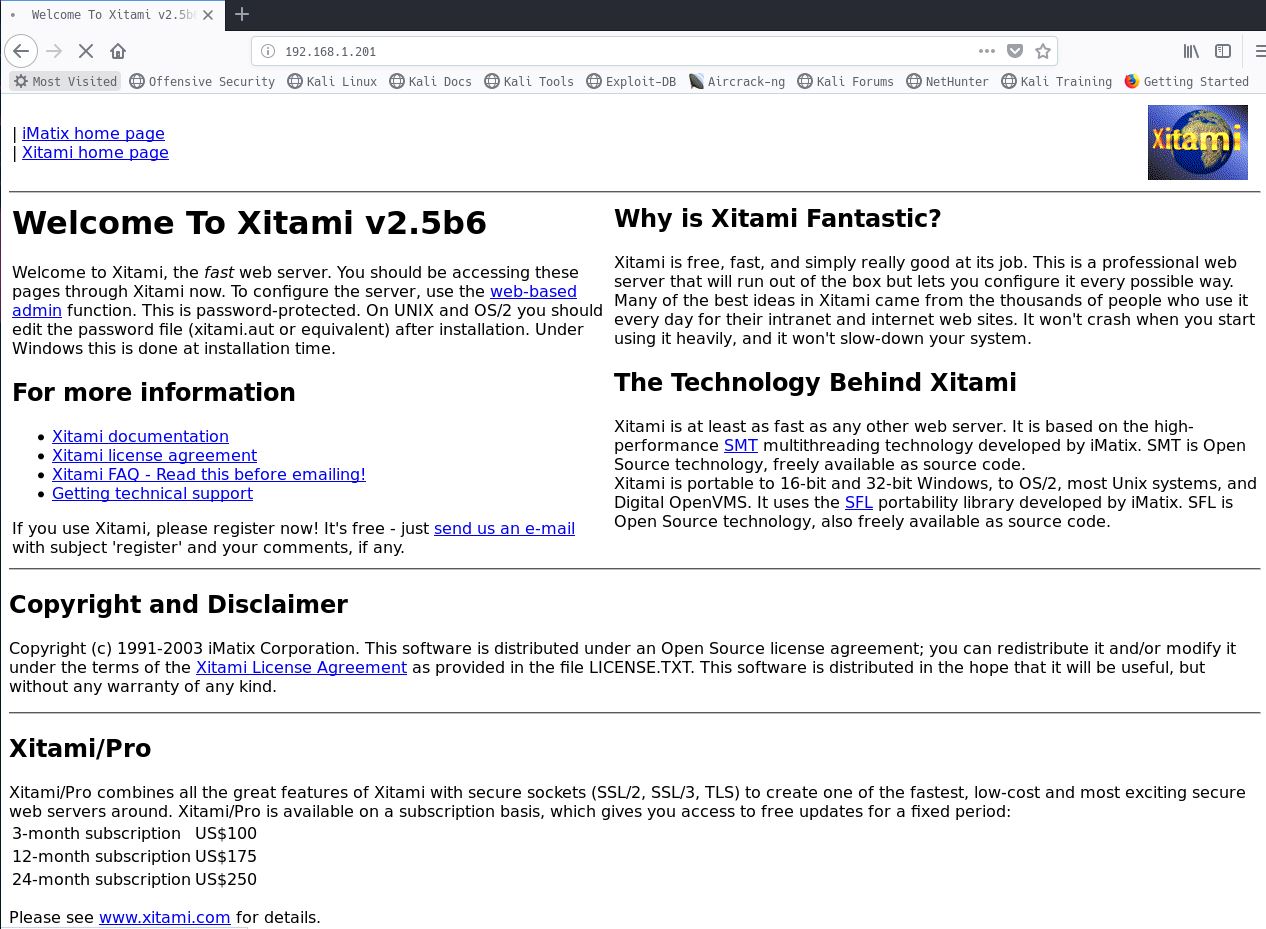 Welcome To Xitami v2.5b6
192.168.1.201
Most Visited Offensive Security Kali Linux Kali Docs Kali Tools Exploit-DB Aircrack-ng Kali Forums NetHunter Kali Training Getting Started
| iMatix home page
| Xitami home page
Xitami
Welcome To Xitami v2.5b6
Welcome to Xitami, the fast web server. You should be accessing these
pages through Xitami now. To configure the server, use the web-based
admin function. This is password-protected. On UNIX and OS/2 you should
edit the password file (xitami.aut or equivalent) after installation. Under
Windows this is done at installation time.
For more information
• Xitami documentation
• Xitami license agreement
• Xitami FAQ - Read this before emailing!
• Getting technical support
If you use Xitami, please register now! It's free - just send us an e-mail
with subject 'register' and your comments, if any.
Why is Xitami Fantastic?
Xitami is free, fast, and simply really good at its job. This is a professional web
server that will run out of the box but lets you configure it every possible way.
Many of the best ideas in Xitami came from the thousands of people who use it
every day for their intranet and internet web sites. It won't crash when you start
using it heavily, and it won't slow-down your system.
The Technology Behind Xitami
Xitami is at least as fast as any other web server. It is based on the high-
performance SMT multithreading technology developed by iMatix. SMT is Open
Source technology, freely available as source code.
Xitami is portable to 16-bit and 32-bit Windows, to OS/2, most Unix systems, and
Digital OpenVMS. It uses the SFL portability library developed by iMatix. SFL is
Open Source technology, also freely available as source code.
Copyright and Disclaimer
Copyright (c) 1991-2003 iMatix Corporation. This software is distributed under an Open Source license agreement; you can redistribute it and/or modify it
under the terms of the Xitami License Agreement as provided in the file LICENSE.TXT. This software is distributed in the hope that it will be useful, but
without any warranty of any kind.
Xitami/Pro
Xitami/Pro combines all the great features of Xitami with secure sockets (SSL/2, SSL/3, TLS) to create one of the fastest, low-cost and most exciting secure
web servers around. Xitami/Pro is available on a subscription basis, which gives you access to free updates for a fixed period:
3-month subscription US$100
12-month subscription US$175
24-month subscription US$250
Please see www.xitami.com for details.